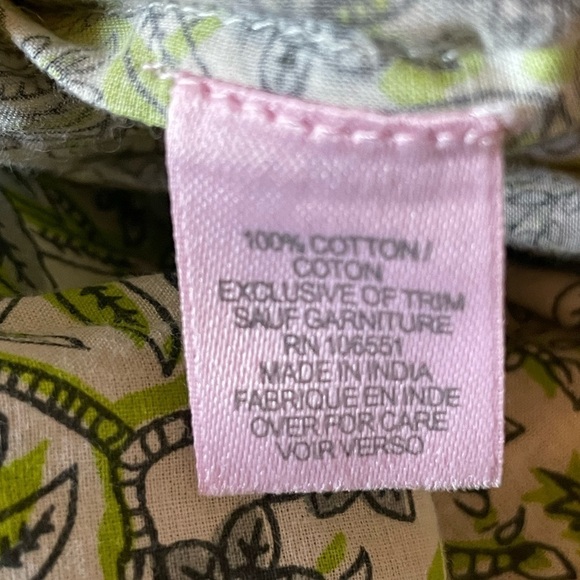 100% COTTON/
COTON
EXCLUSIVE OF TRIM
SAUF GARNITURE
RN 106551
MADE IN INDIA
FABRIQUE EN INDE
OVER FOR CARE
VOIR VERSO